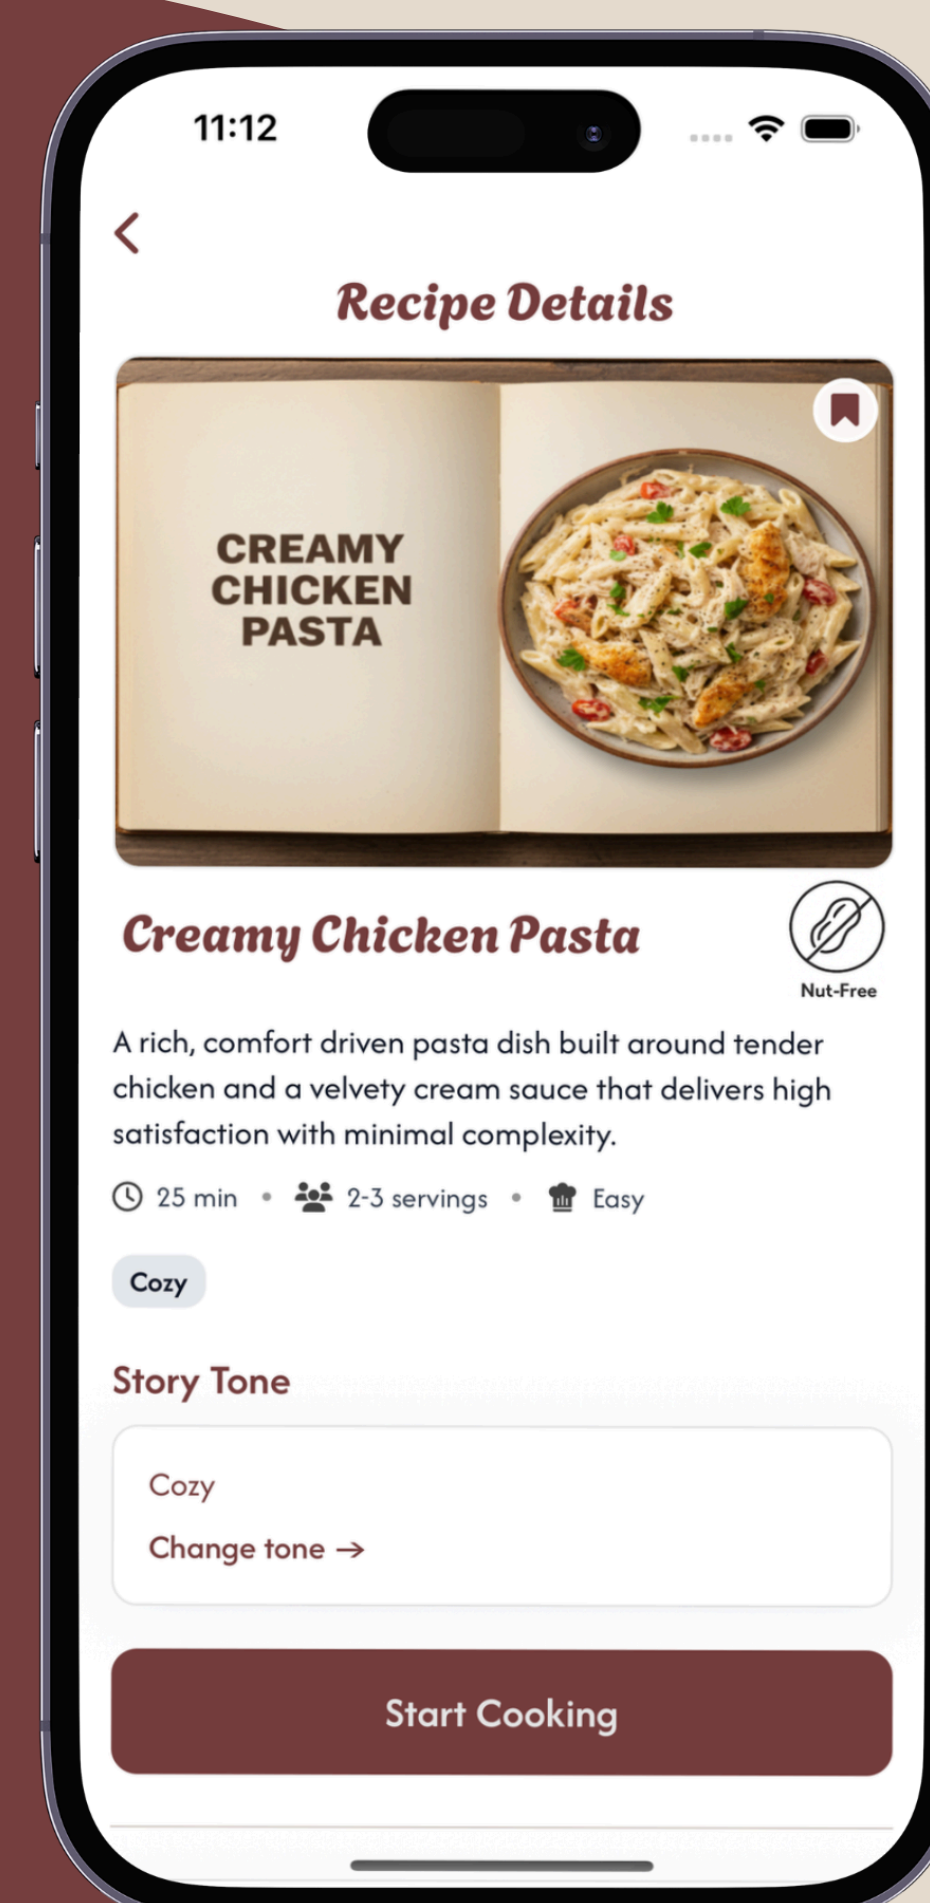 11:12
Recipe Details
CREAMY
CHICKEN
PASTA
Creamy Chicken Pasta
Nut-Free
A rich, comfort driven pasta dish built around tender
chicken and a velvety cream sauce that delivers high
satisfaction with minimal complexity.
25 min • 2-3 servings • Easy
Cozy
Story Tone
Cozy
Change tone →
Start Cooking